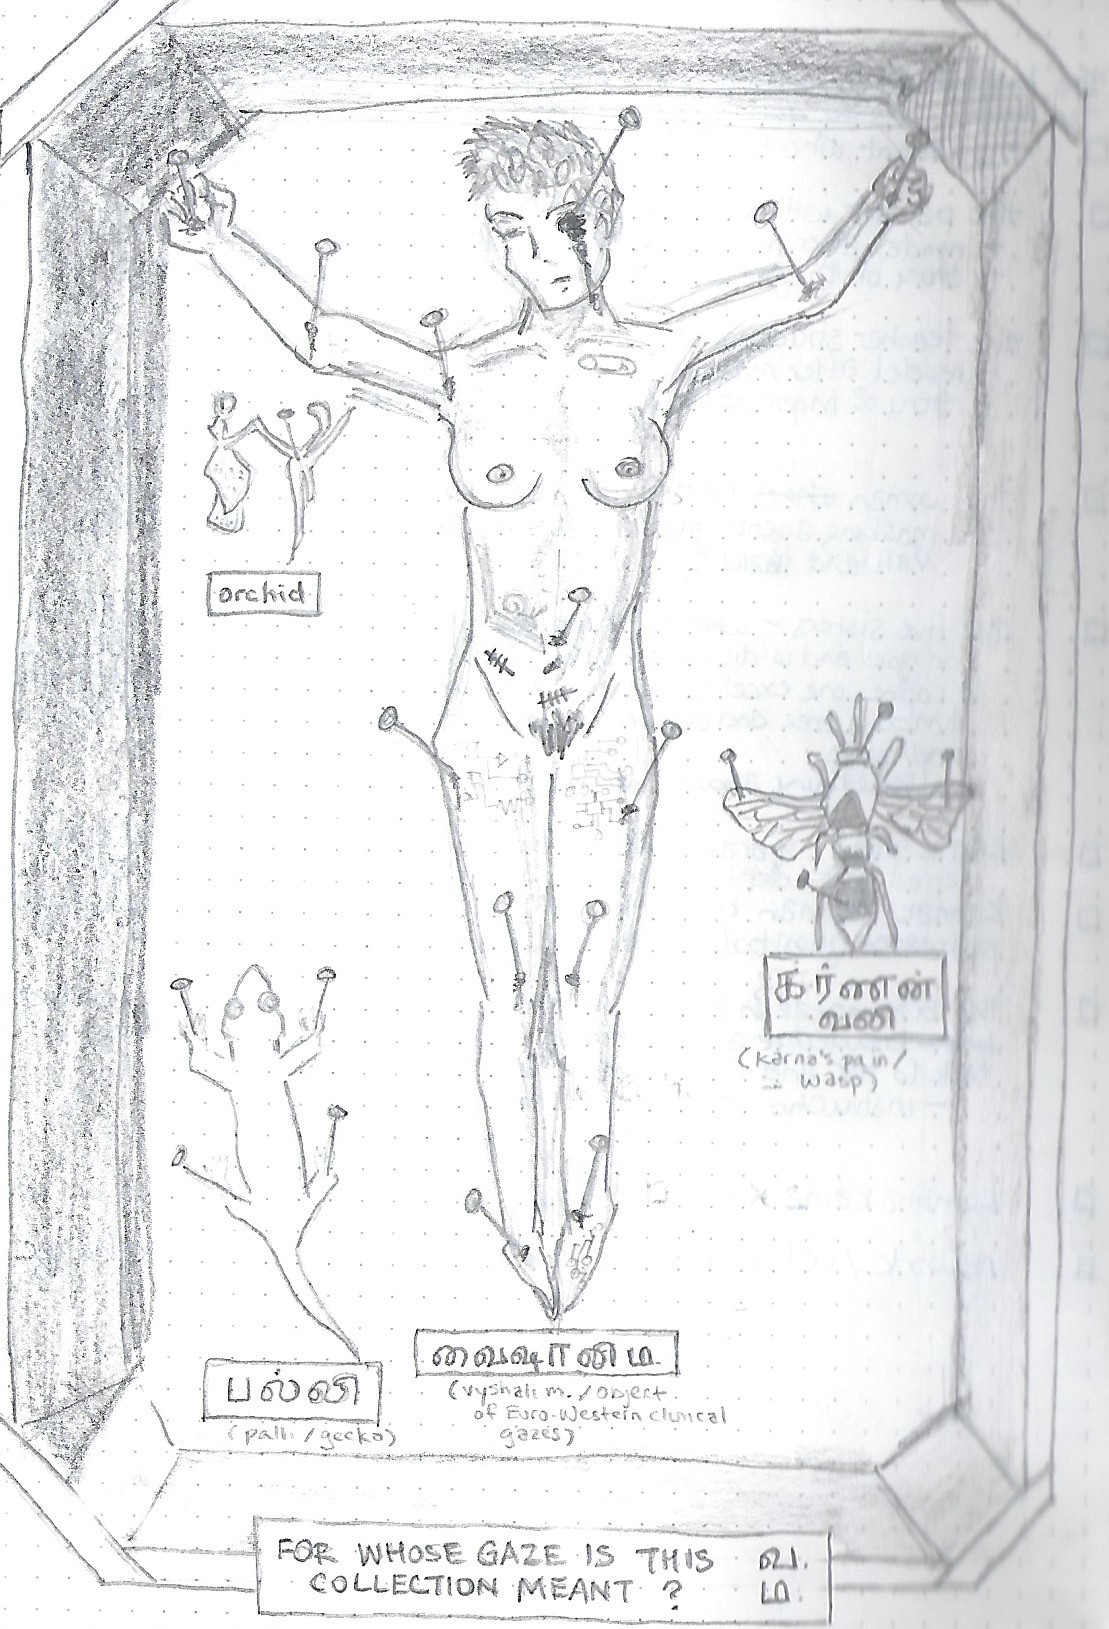 orchid
கர்ணன்
வலி
(karna's pain /
wasp)
வைஷாலி ம.
(vyshali m. / object
of Euro-Western clinical
gazes)
பல்லி
(palli / gecko)
FOR WHOSE GAZE IS THIS
COLLECTION MEANT ?
வ.
ம.